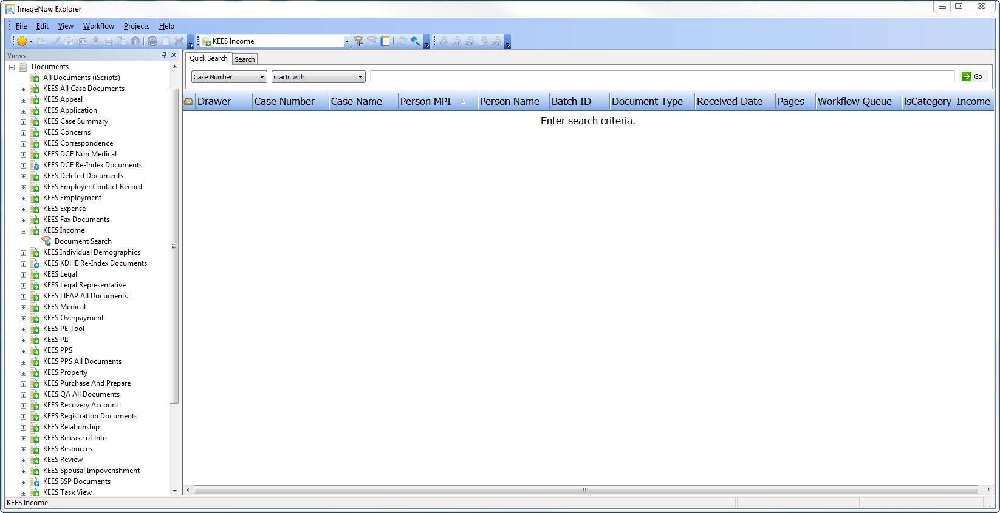 ImageNow Explorer
File Edit View Workflow Projects Help
KEES Income
Views
Documents
All Documents (iScripts)
KEES All Case Documents
KEES Appeal
KEES Application
KEES Case Summary
KEES Concerns
KEES Correspondence
KEES DCF Non Medical
KEES DCF Re-Index Documents
KEES Deleted Documents
KEES Employer Contact Record
KEES Employment
KEES Expense
KEES Fax Documents
KEES Income
Document Search
KEES Individual Demographics
KEES KDHE Re-Index Documents
KEES Legal
KEES Legal Representative
KEES LIEAP All Documents
KEES Medical
KEES Overpayment
KEES PE Tool
KEES PII
KEES PPS
KEES PPS All Documents
KEES Property
KEES Purchase And Prepare
KEES QA All Documents
KEES Recovery Account
KEES Registration Documents
KEES Relationship
KEES Release of Info
KEES Resources
KEES Review
KEES Spousal Impoverishment
KEES SSP Documents
KEES Task View
Quick Search Search
Case Number starts with Go
Drawer Case Number Case Name Person MPI Person Name Batch ID Document Type Received Date Pages Workflow Queue isCategory_Income
Enter search criteria.
KEES Income